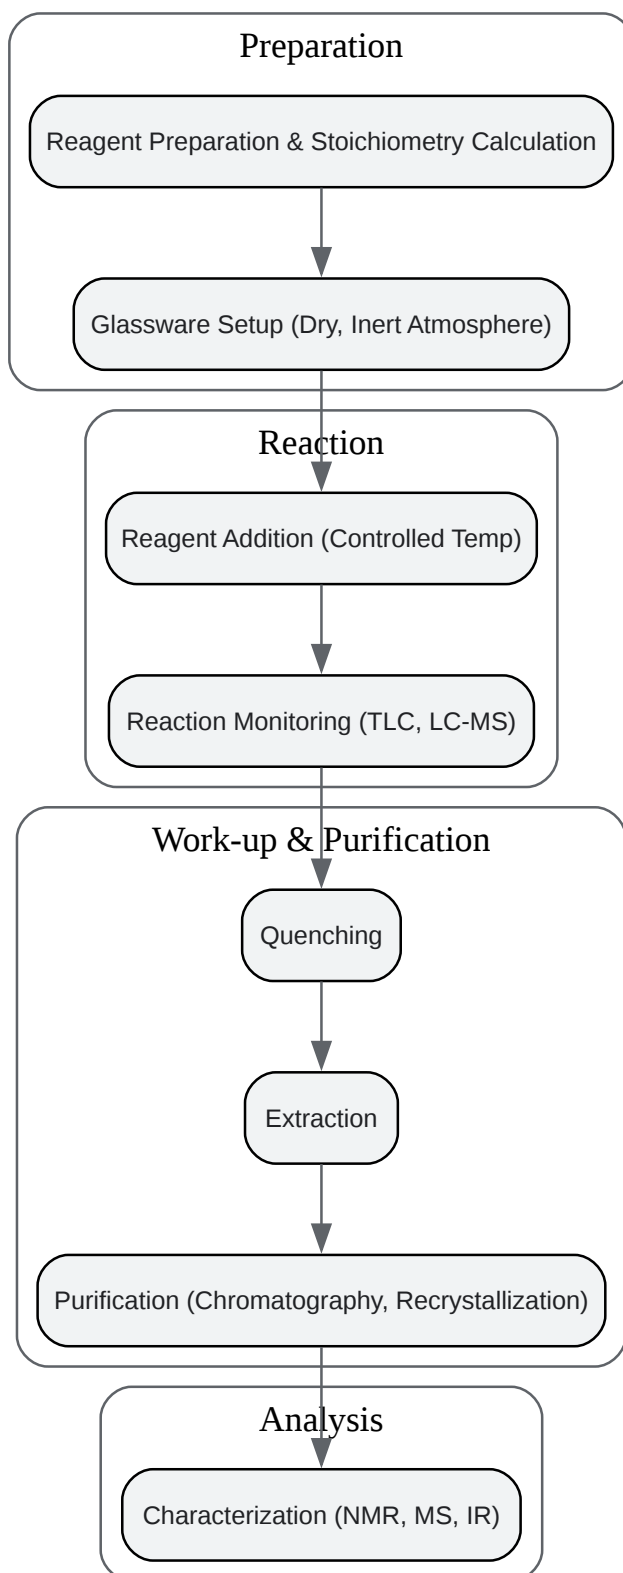 Preparation
Reagent Preparation & Stoichiometry Calculation
Glassware Setup (Dry, Inert Atmosphere)
Reaction
Reagent Addition (Controlled Temp)
Reaction Monitoring (TLC, LC-MS)
Work-up & Purification
Quenching
Extraction
Purification (Chromatography, Recrystallization)
Analysis
Characterization (NMR, MS, IR)